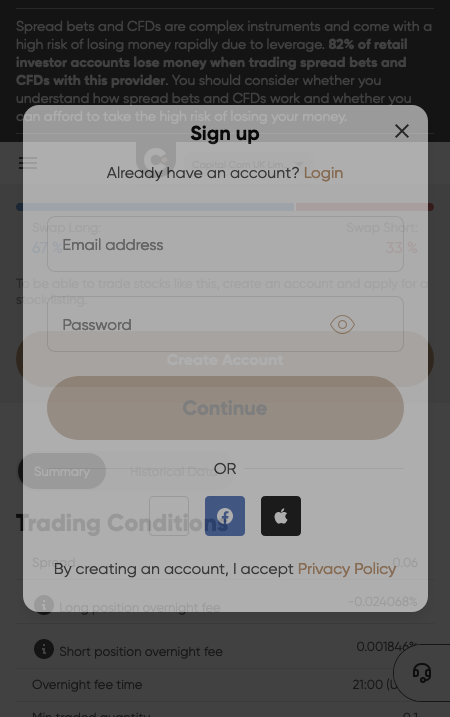 Spread bets and CFDs are complex instruments and come with a
high risk of losing money rapidly due to leverage. 82% of retail
investor accounts lose money when trading spread bets and
CFDs with this provider. You should consider whether you
understand how spread bets and CFDs work and whether you
can afford to take the high risk of losing your money.
Sign up
Capital Com UK Lim
Already have an account? Login
Swap Long: Swap Short:
67 % 33 %
Email address
To be able to trade stocks like this, create an account and apply for a
stock listing.
Password
Create Account
Continue
Summary Historical Data
OR
Trading Conditions
Spread 0.06
By creating an account, I accept Privacy Policy
Long position overnight fee -0.024068%
Short position overnight fee 0.001846%
Overnight fee time 21:00 (U
Min traded quantity 0.1